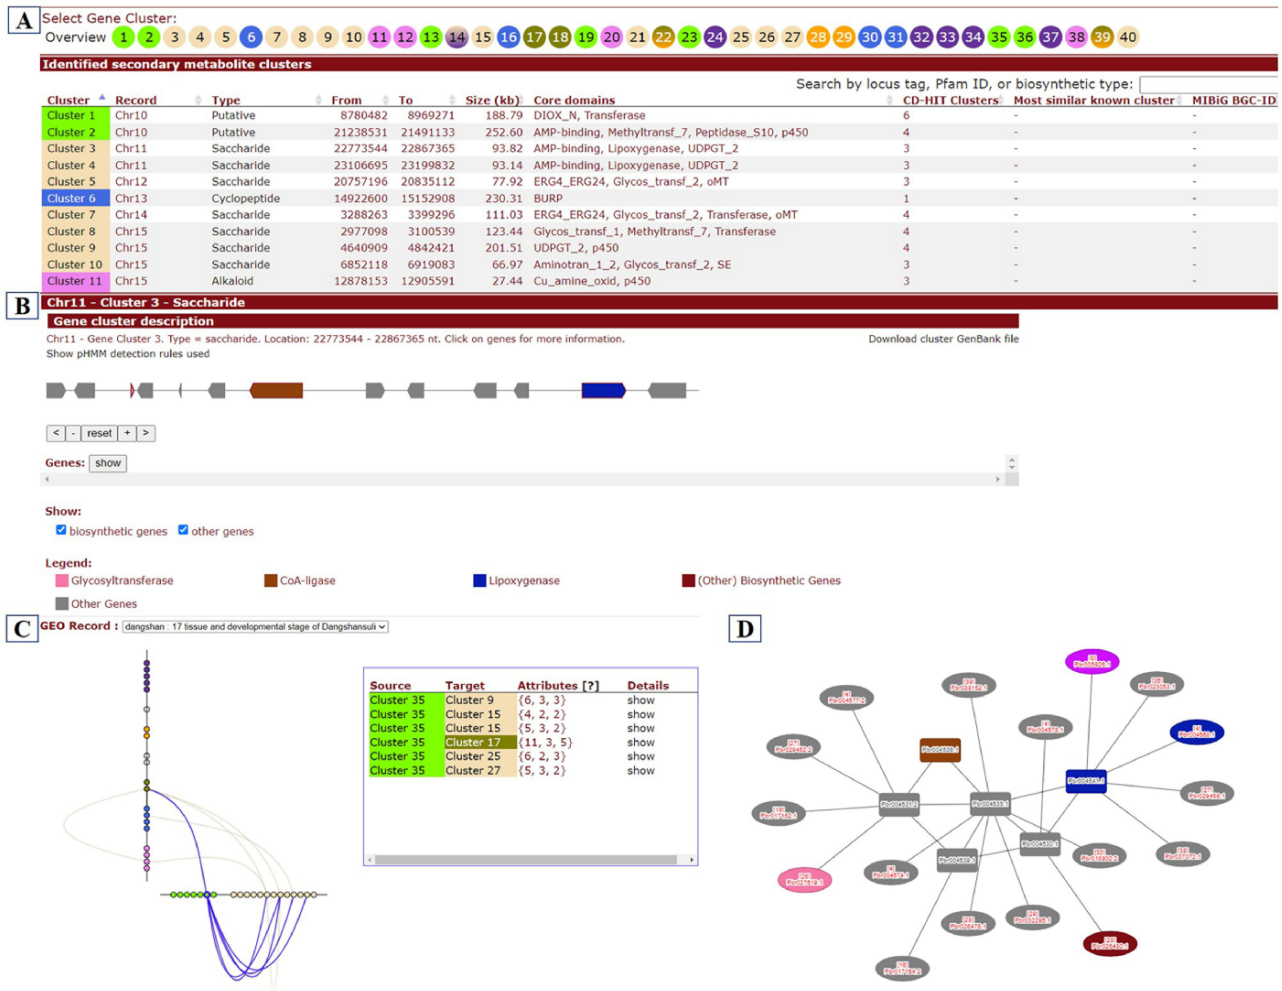 A
Select Gene Cluster:
Overview 1 2 3 4 5 6 7 8 9 10 11 12 13 14 15 16 17 18 19 20 21 22 23 24 25 26 27 28 29 30 31 32 33 34 35 36 37 38 39 40
Identified secondary metabolite clusters
Search by locus tag, Pfam ID, or biosynthetic type:
Cluster Record Type From To Size (kb) Core domains CD-HIT Clusters Most similar known cluster MIBiG BGC-ID
Cluster 1 Chr10 Putative 8780482 8969271 188.79 DIOX_N, Transferase 6 - -
Cluster 2 Chr10 Putative 21238531 21491133 252.60 AMP-binding, Methyltransf_7, Peptidase_S10, p450 4 - -
Cluster 3 Chr11 Saccharide 22773544 22867365 93.82 AMP-binding, Lipoxygenase, UDPGT_2 3 - -
Cluster 4 Chr11 Saccharide 23106695 23199832 93.14 AMP-binding, Lipoxygenase, UDPGT_2 3 - -
Cluster 5 Chr12 Saccharide 20757196 20835112 77.92 ERG4_ERG24, Glycos_transf_2, oMT 3 - -
Cluster 6 Chr13 Cyclopeptide 14922600 15152908 230.31 BURP 1 - -
Cluster 7 Chr14 Saccharide 3288263 3399296 111.03 ERG4_ERG24, Glycos_transf_2, Transferase, oMT 4 - -
Cluster 8 Chr15 Saccharide 2977098 3100539 123.44 Glycos_transf_1, Methyltransf_7, Transferase 4 - -
Cluster 9 Chr15 Saccharide 4640909 4842421 201.51 UDPGT_2, p450 4 - -
Cluster 10 Chr15 Saccharide 6852118 6919083 66.97 Aminotran_1_2, Glycos_transf_2, SE 3 - -
Cluster 11 Chr15 Alkaloid 12878153 12905591 27.44 Cu_amine_oxid, p450 3 - -
B
Chr11 - Cluster 3 - Saccharide
Gene cluster description
Chr11 - Gene Cluster 3. Type = saccharide. Location: 22773544 - 22867365 nt. Click on genes for more information.
Download cluster GenBank file
Show pHMM detection rules used
< - reset + >
Genes: show
Show:
biosynthetic genes other genes
Legend:
Glycosyltransferase CoA-ligase Lipoxygenase (Other) Biosynthetic Genes
Other Genes
C
GEO Record : dangshan : 17 tissue and developmental stage of Dangshansuli
Source Target Attributes [?] Details
Cluster 35 Cluster 9 {6, 3, 3} show
Cluster 35 Cluster 15 {4, 2, 2} show
Cluster 35 Cluster 15 {5, 3, 2} show
Cluster 35 Cluster 17 {11, 3, 5} show
Cluster 35 Cluster 25 {6, 2, 3} show
Cluster 35 Cluster 27 {5, 3, 2} show
D